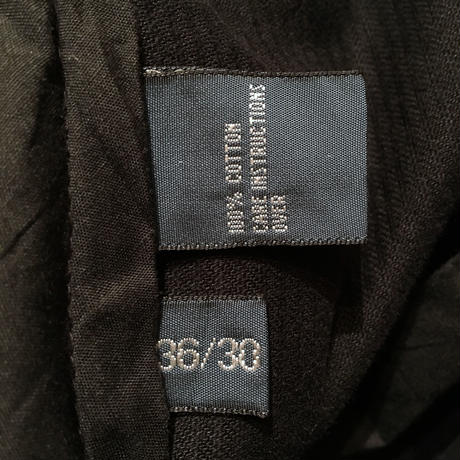 100% COTTON
CARE INSTRUCTIONS
OVER
36/30